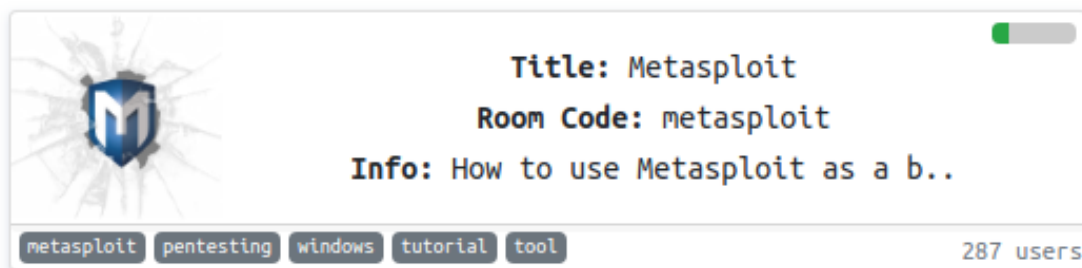 Title: Metasploit
Room Code: metasploit
Info: How to use Metasploit as a b..
metasploit pentesting windows tutorial tool
287 users